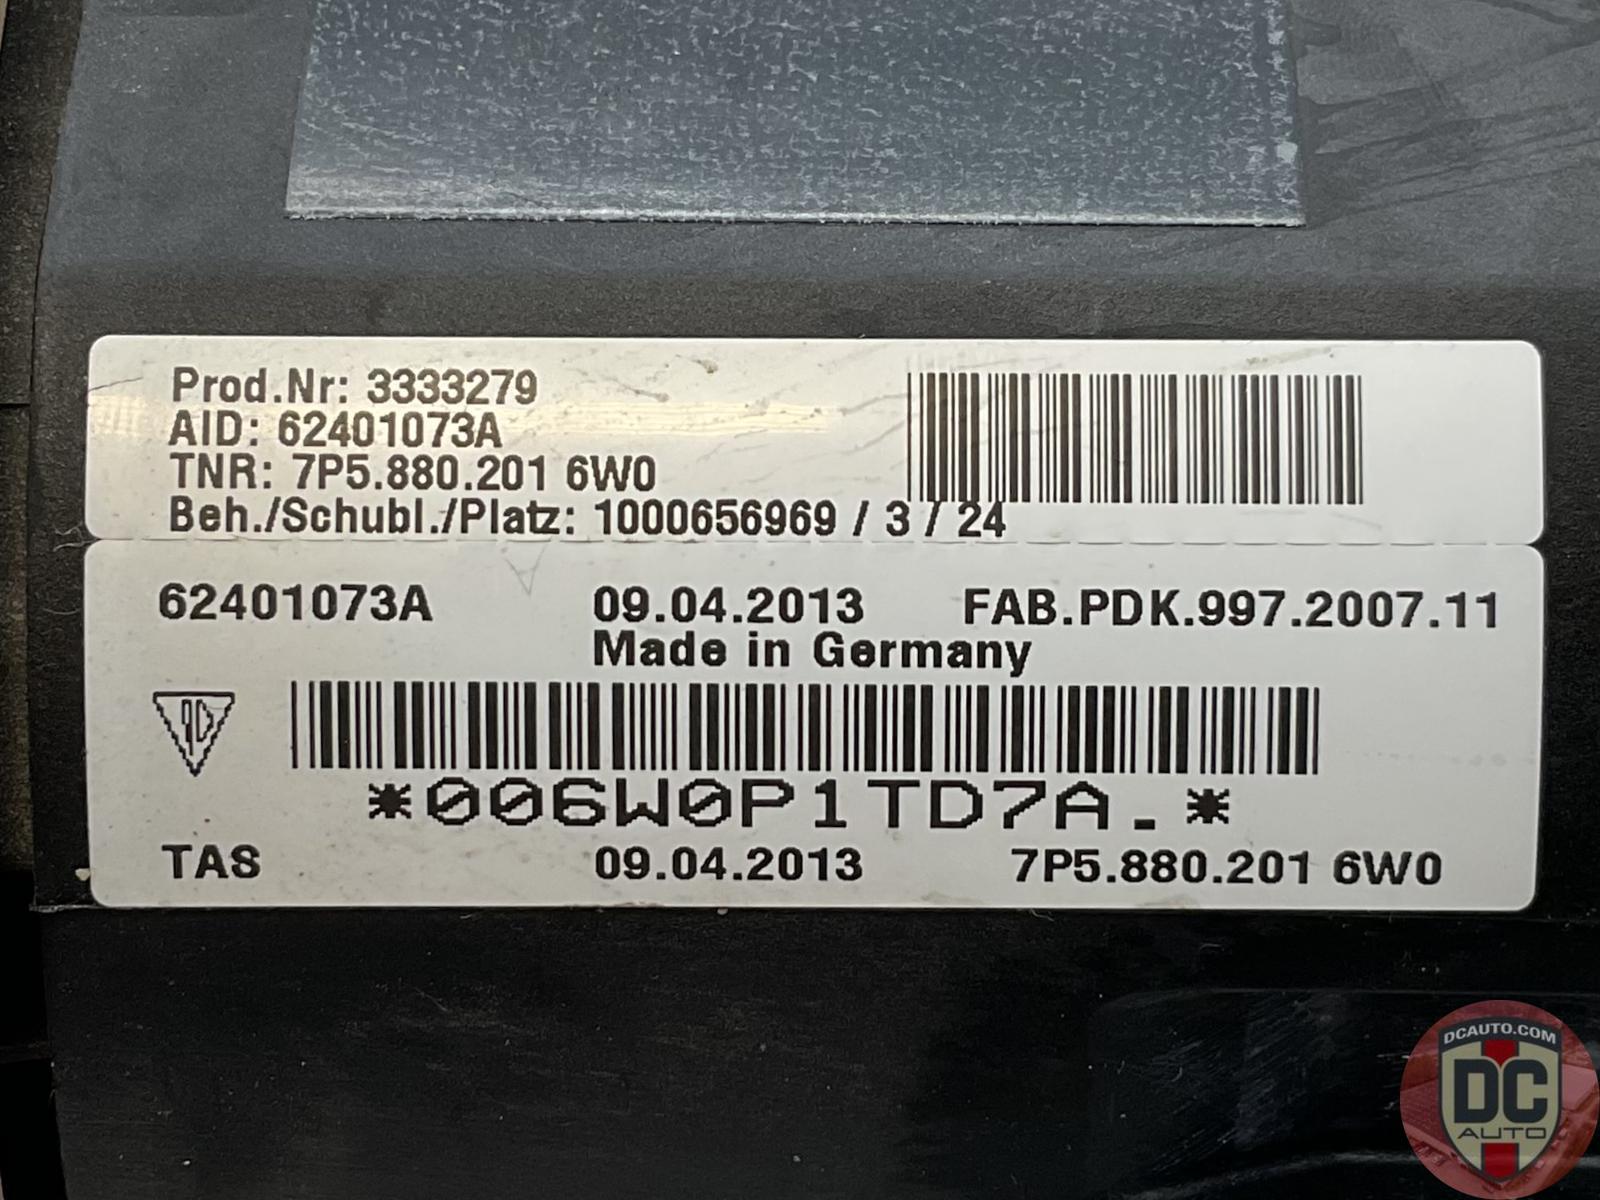 Prod.Nr: 3333279
AID: 62401073A
TNR: 7P5.880.201 6W0
Beh./Schubl./Platz: 1000656969 / 3 / 24
62401073A 09.04.2013 FAB.PDK.997.2007.11
Made in Germany
*006W0P1TD7A.*
TAS 09.04.2013 7P5.880.201 6W0
DCAUTO.COM
DC
AUTO